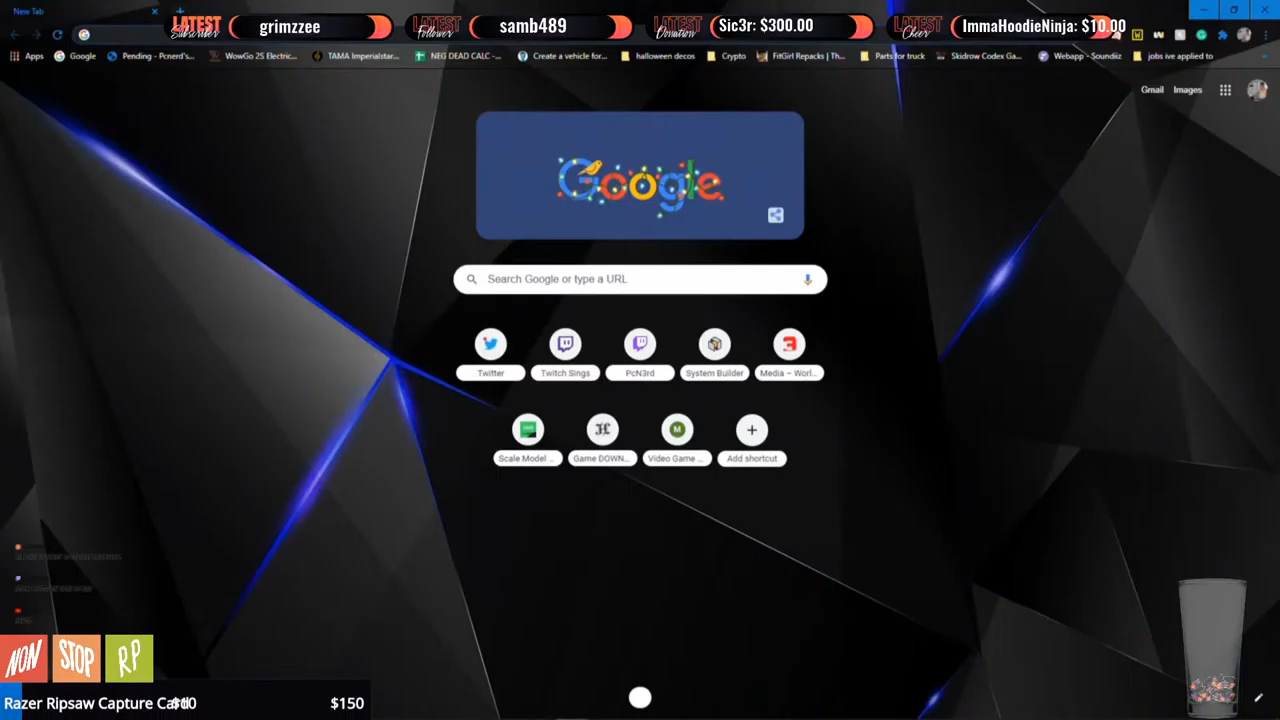 New Tab
LATEST Subscriber grimzzee
LATEST Follower samb489
LATEST Donation Sic3r: $300.00
LATEST Cheer ImmaHoodieNinja: $10.00
Apps Google Pending - Pcnerd's... WowGo 2S Electric... TAMA Imperialstar... NEG DEAD CALC -... Create a vehicle for... halloween decos Crypto FitGirl Repacks | Th... Parts for truck Skidrow Codex Ga... Webapp - Soundiiz jobs ive applied to
Gmail Images
Google
Search Google or type a URL
Twitter Twitch Sings PcN3rd System Builder Media – Worl...
Scale Model ... Game DOWN... Video Game ... Add shortcut
NON STOP RP
Razer Ripsaw Capture Card $10 $150